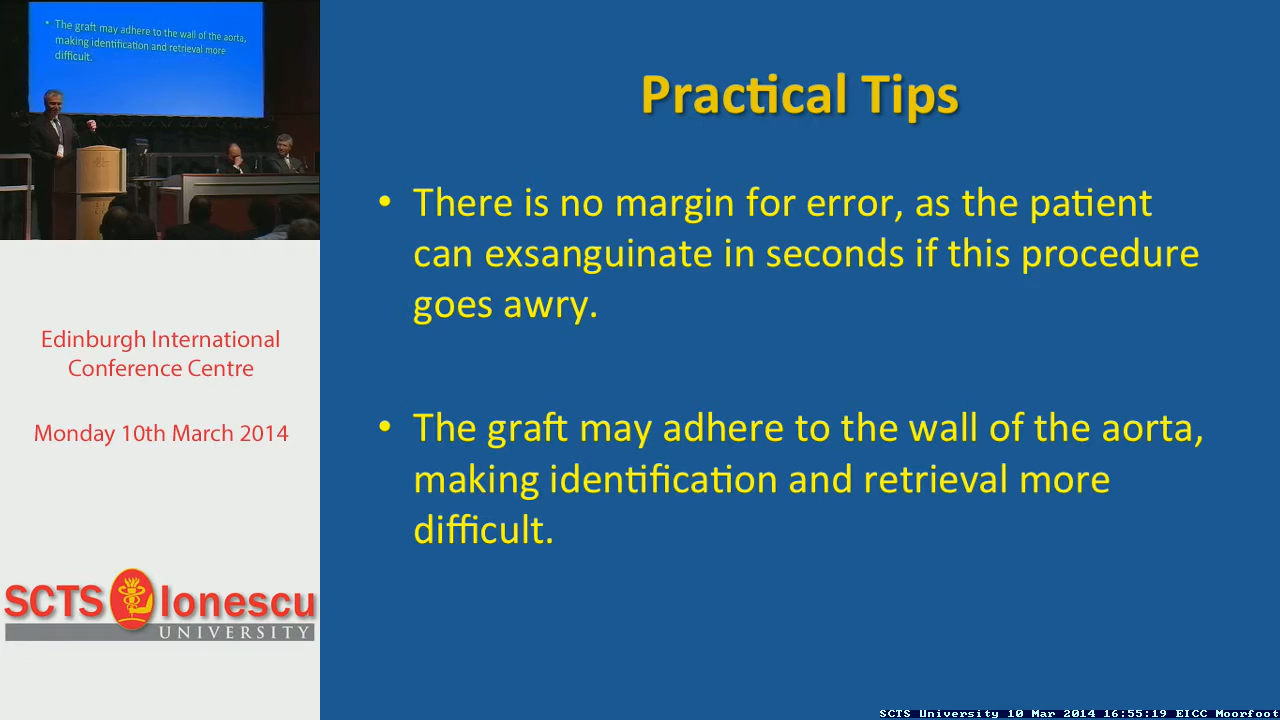 • The graft may adhere to the wall of the aorta,
making identification and retrieval more
difficult.
Edinburgh International
Conference Centre
Monday 10th March 2014
SCTS Ionescu
UNIVERSITY
Practical Tips
• There is no margin for error, as the patient
can exsanguinate in seconds if this procedure
goes awry.
• The graft may adhere to the wall of the aorta,
making identification and retrieval more
difficult.
SCTS University 10 Mar 2014 16:55:19 EICC Moorfoot